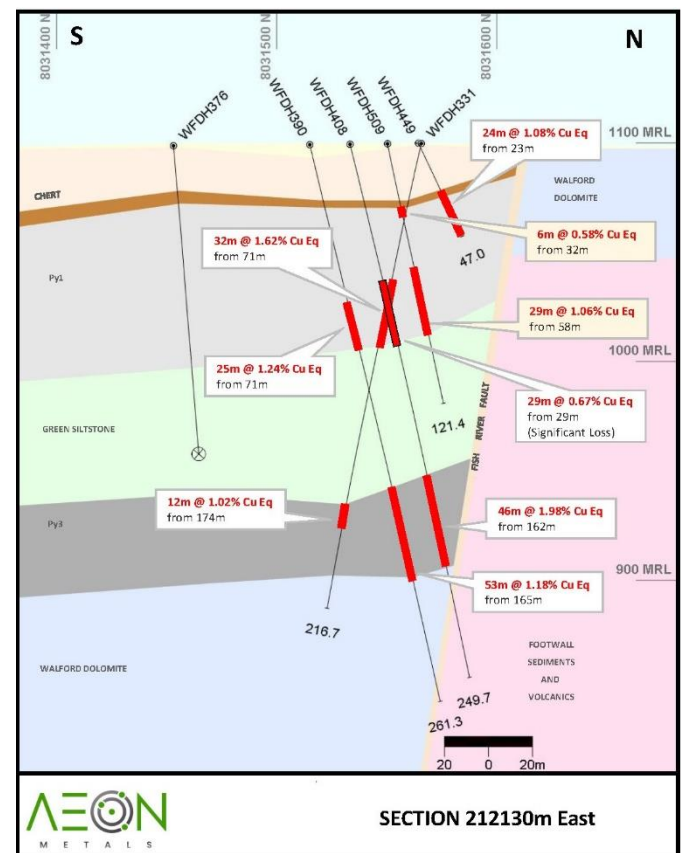 S
N
8031400 N
8031500 N
8031600 N
WFDH376
WFDH390
WFDH408
WFDH509
WFDH449
WFDH331
1100 MRL
24m @ 1.08% Cu Eq
from 23m
WALFORD
DOLOMITE
CHERT
6m @ 0.58% Cu Eq
from 32m
32m @ 1.62% Cu Eq
from 71m
47.0
Py1
29m @ 1.06% Cu Eq
from 58m
25m @ 1.24% Cu Eq
from 71m
1000 MRL
29m @ 0.67% Cu Eq
from 29m
(Significant Loss)
121.4
GREEN SILTSTONE
FISH RIVER FAULT
12m @ 1.02% Cu Eq
from 174m
46m @ 1.98% Cu Eq
from 162m
Py3
900 MRL
53m @ 1.18% Cu Eq
from 165m
216.7
FOOTWALL
SEDIMENTS
AND
VOLCANICS
WALFORD DOLOMITE
249.7
261.3
20 0 20m
AEON
METALS
SECTION 212130m East